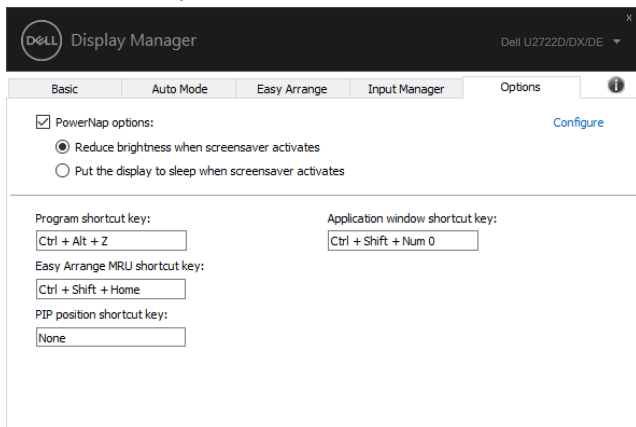 x
DELL Display Manager
Dell U2722D/DX/DE
Basic Auto Mode Easy Arrange Input Manager Options
PowerNap options: Configure
Reduce brightness when screensaver activates
Put the display to sleep when screensaver activates
Program shortcut key: Application window shortcut key:
Ctrl + Alt + Z Ctrl + Shift + Num 0
Easy Arrange MRU shortcut key:
Ctrl + Shift + Home
PIP position shortcut key:
None